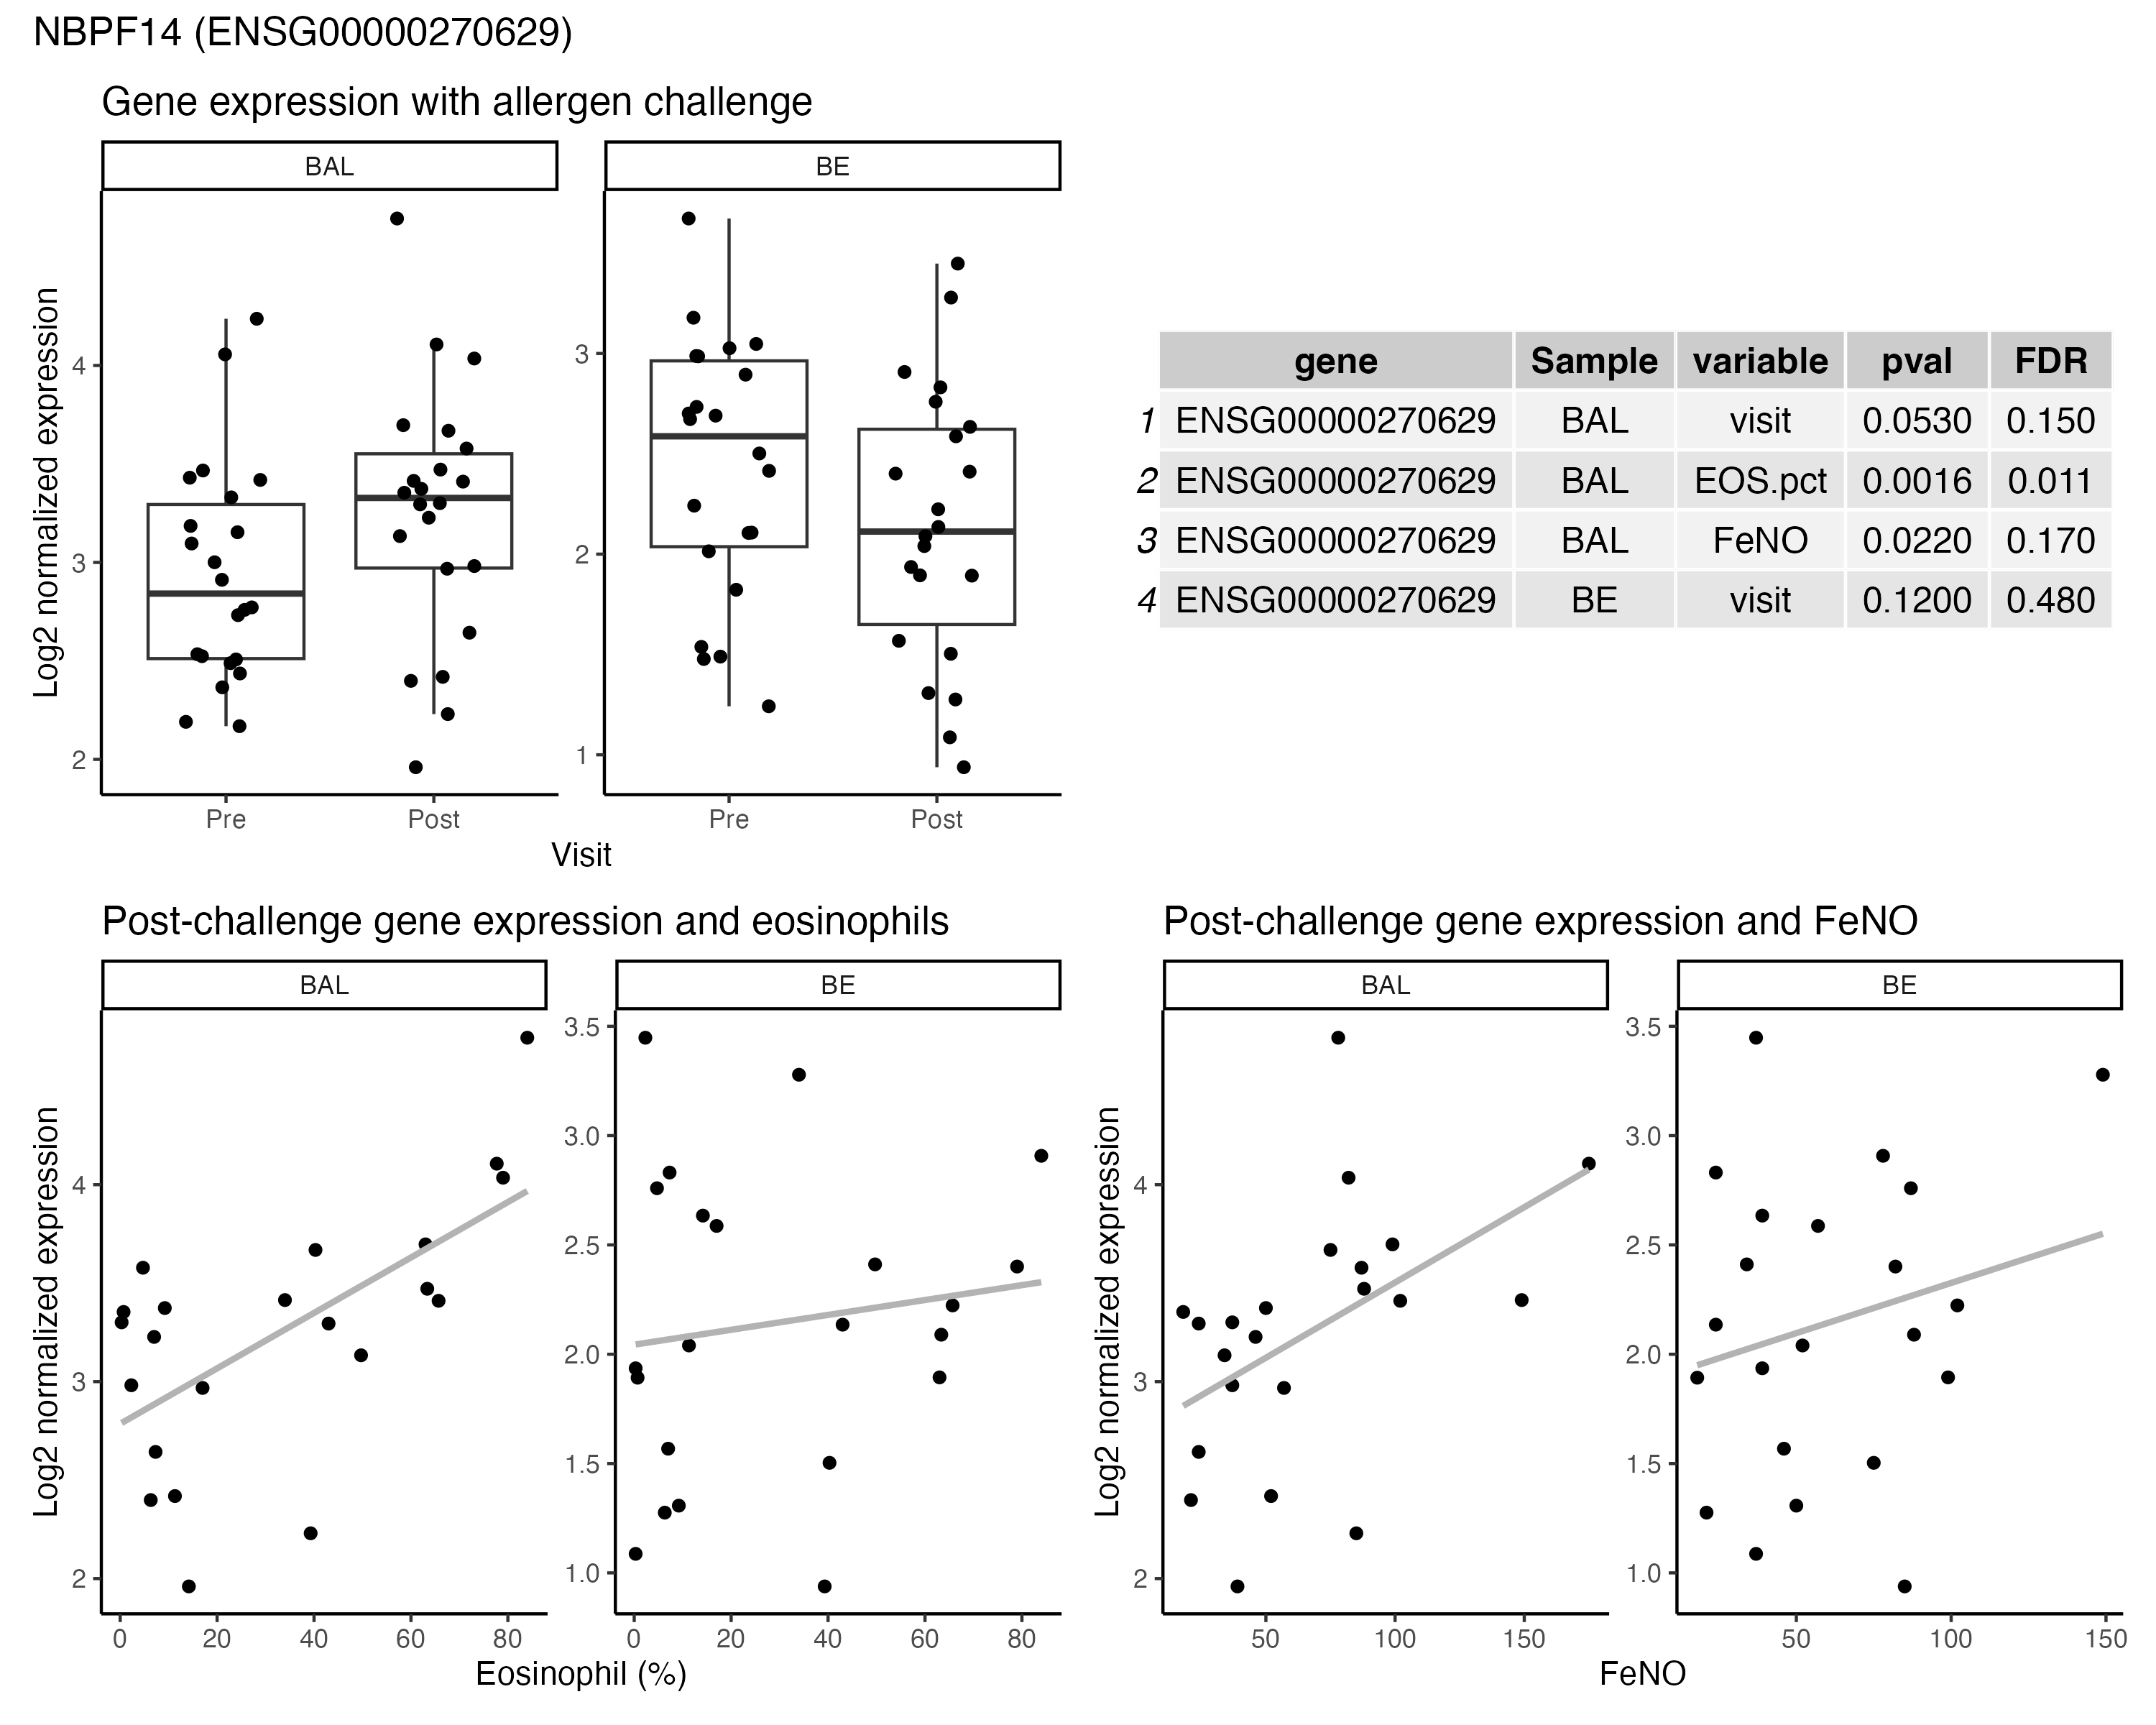 NBPF14 (ENSG00000270629)
Gene expression with allergen challenge
BAL BE
Log2 normalized expression
4
3
2
3
2
1
Pre Post Pre Post
Visit
gene Sample variable pval FDR
1 ENSG00000270629 BAL visit 0.0530 0.150
2 ENSG00000270629 BAL EOS.pct 0.0016 0.011
3 ENSG00000270629 BAL FeNO 0.0220 0.170
4 ENSG00000270629 BE visit 0.1200 0.480
Post-challenge gene expression and eosinophils
BAL BE
Log2 normalized expression
4
3
2
3.5
3.0
2.5
2.0
1.5
1.0
0 20 40 60 80 0 20 40 60 80
Eosinophil (%)
Post-challenge gene expression and FeNO
BAL BE
Log2 normalized expression
4
3
2
3.5
3.0
2.5
2.0
1.5
1.0
50 100 150 50 100 150
FeNO